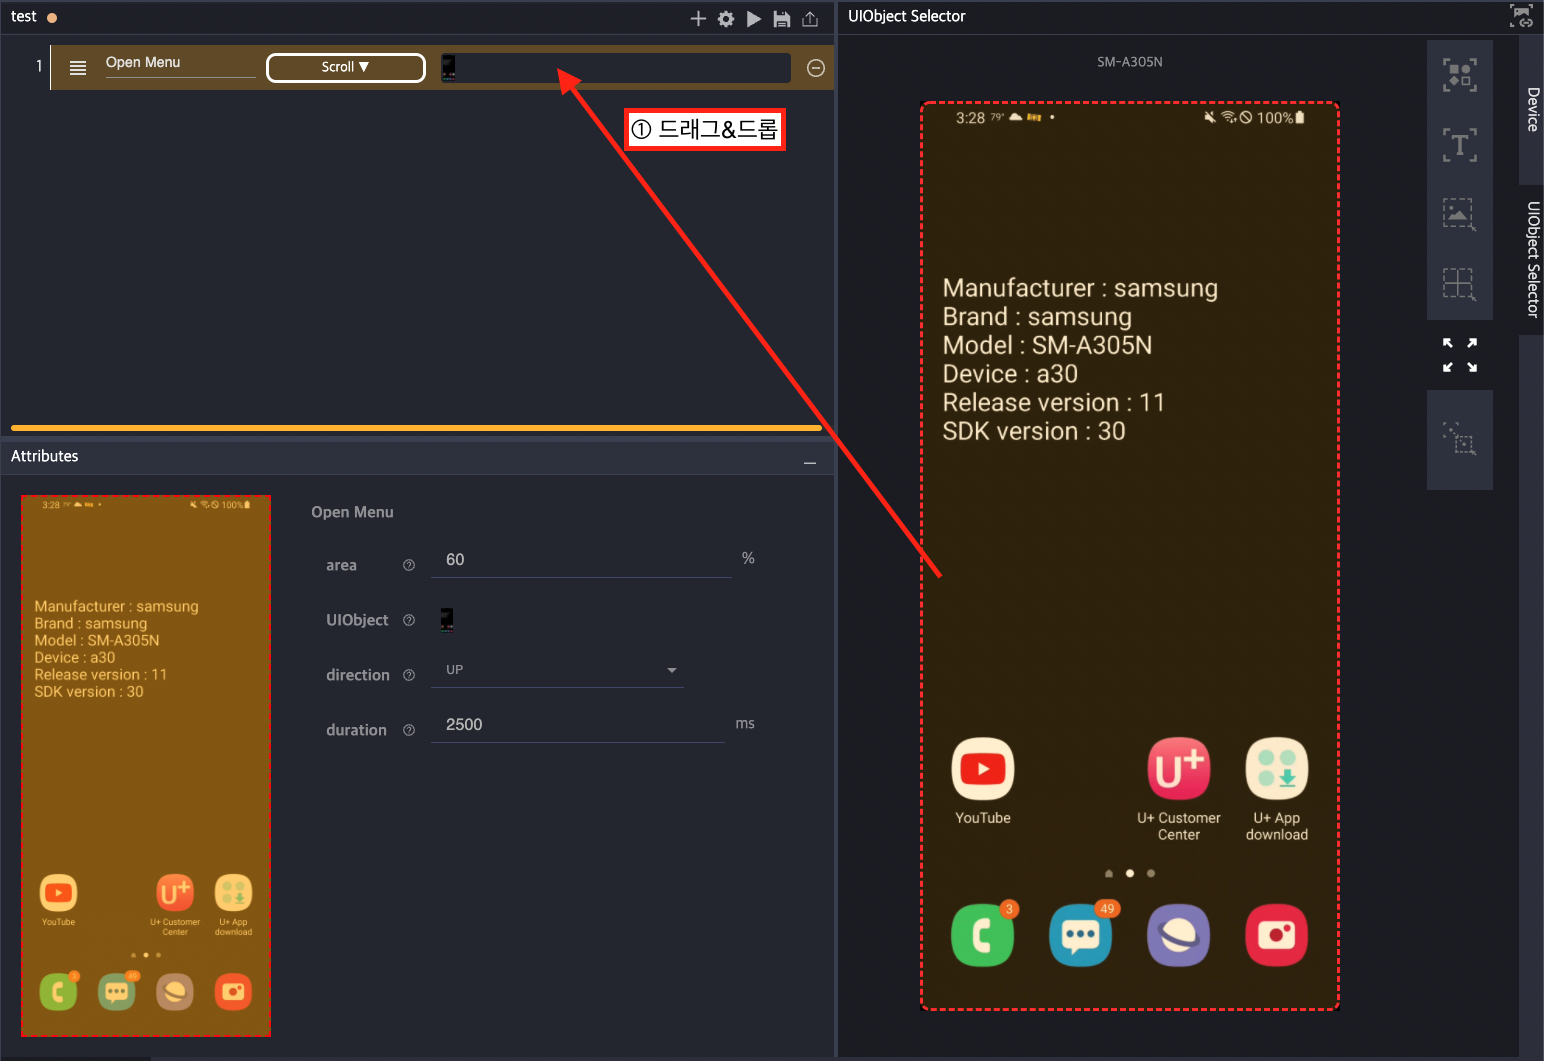 test
1
Open Menu
Scroll ▼
① 드래그&드롭
Attributes
3:28 79°
100%
Manufacturer : samsung
Brand : samsung
Model : SM-A305N
Device : a30
Release version : 11
SDK version : 30
YouTube
U+
U+ Customer
Center
U+ App
download
3
49
Open Menu
area
60
%
UIObject
direction
UP
duration
2500
ms
UIObject Selector
SM-A305N
3:28 79°
100%
Manufacturer : samsung
Brand : samsung
Model : SM-A305N
Device : a30
Release version : 11
SDK version : 30
YouTube
U+
U+ Customer
Center
U+ App
download
3
49
T
Device
UIObject Selector